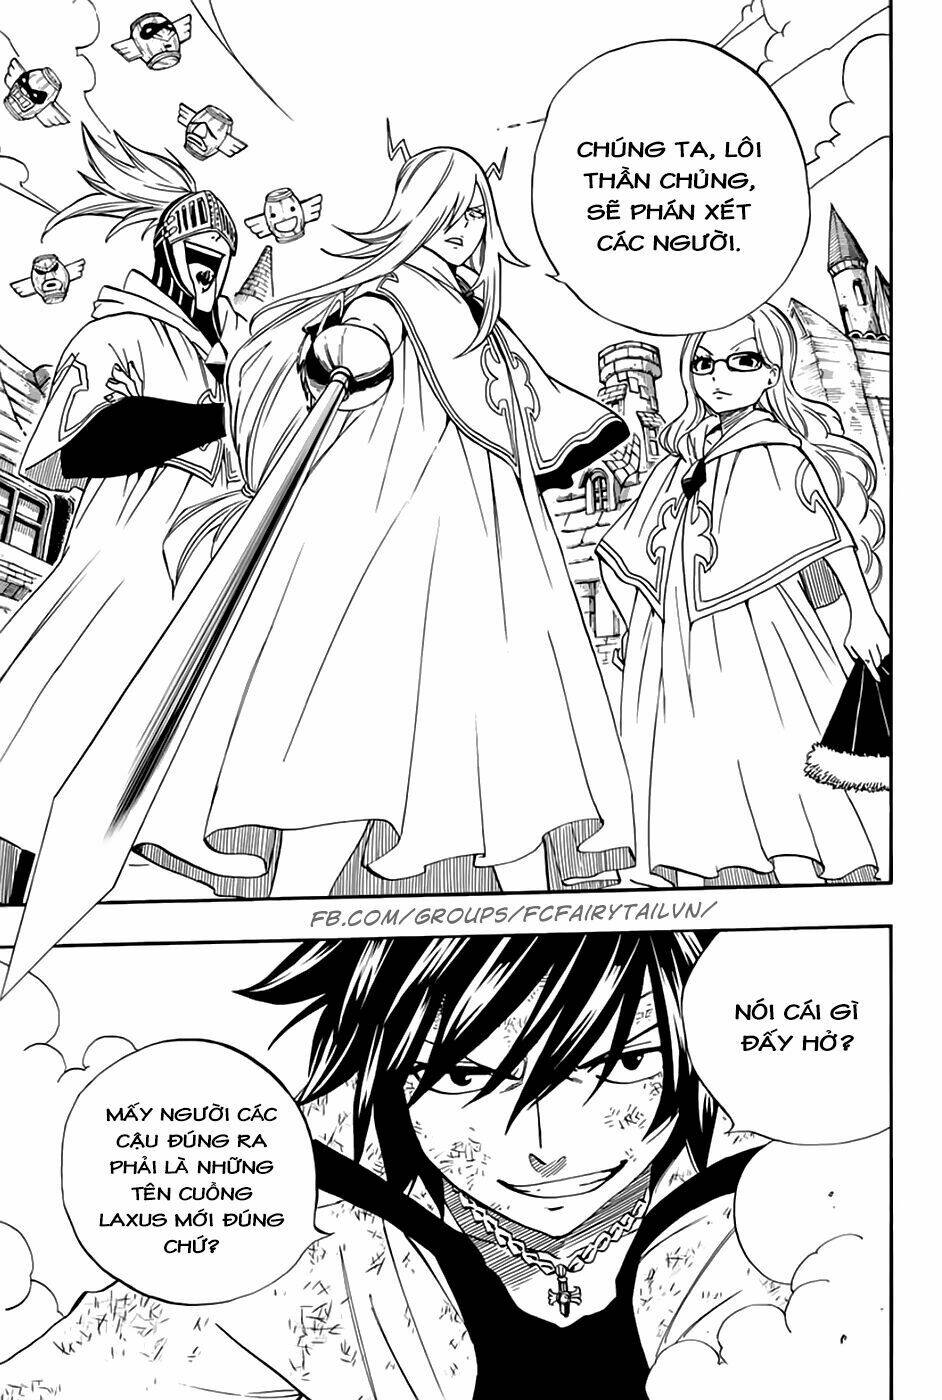 CHÚNG TA, LÔI
THẦN CHỦNG,
SẼ PHÁN XÉT
CÁC NGƯỜI.
FB.COM/GROUPS/FCFAIRYTAILVN/
NÓI CÁI GÌ
ĐẤY HỞ?
MẤY NGƯỜI CÁC
CẬU ĐÚNG RA
PHẢI LÀ NHỮNG
TÊN CUỒNG
LAXUS MỚI ĐÚNG
CHỨ?